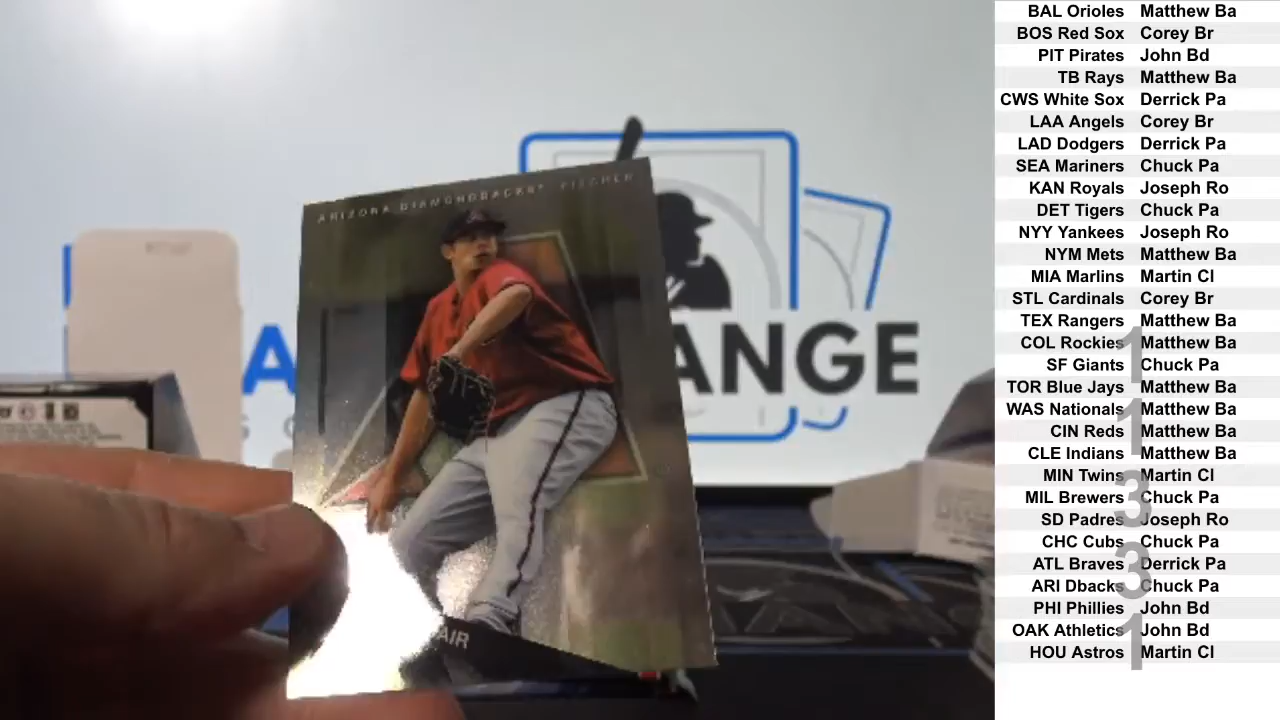 ARIZONA DIAMONDBACKS PITCHER
A ANGE
AIR
BAL Orioles Matthew Ba
BOS Red Sox Corey Br
PIT Pirates John Bd
TB Rays Matthew Ba
CWS White Sox Derrick Pa
LAA Angels Corey Br
LAD Dodgers Derrick Pa
SEA Mariners Chuck Pa
KAN Royals Joseph Ro
DET Tigers Chuck Pa
NYY Yankees Joseph Ro
NYM Mets Matthew Ba
MIA Marlins Martin Cl
STL Cardinals Corey Br
TEX Rangers Matthew Ba
COL Rockies Matthew Ba
SF Giants Chuck Pa
TOR Blue Jays Matthew Ba
WAS Nationals Matthew Ba
CIN Reds Matthew Ba
CLE Indians Matthew Ba
MIN Twins Martin Cl
MIL Brewers Chuck Pa
SD Padres Joseph Ro
CHC Cubs Chuck Pa
ATL Braves Derrick Pa
ARI Dbacks Chuck Pa
PHI Phillies John Bd
OAK Athletics John Bd
HOU Astros Martin Cl
1
1
3
3
1